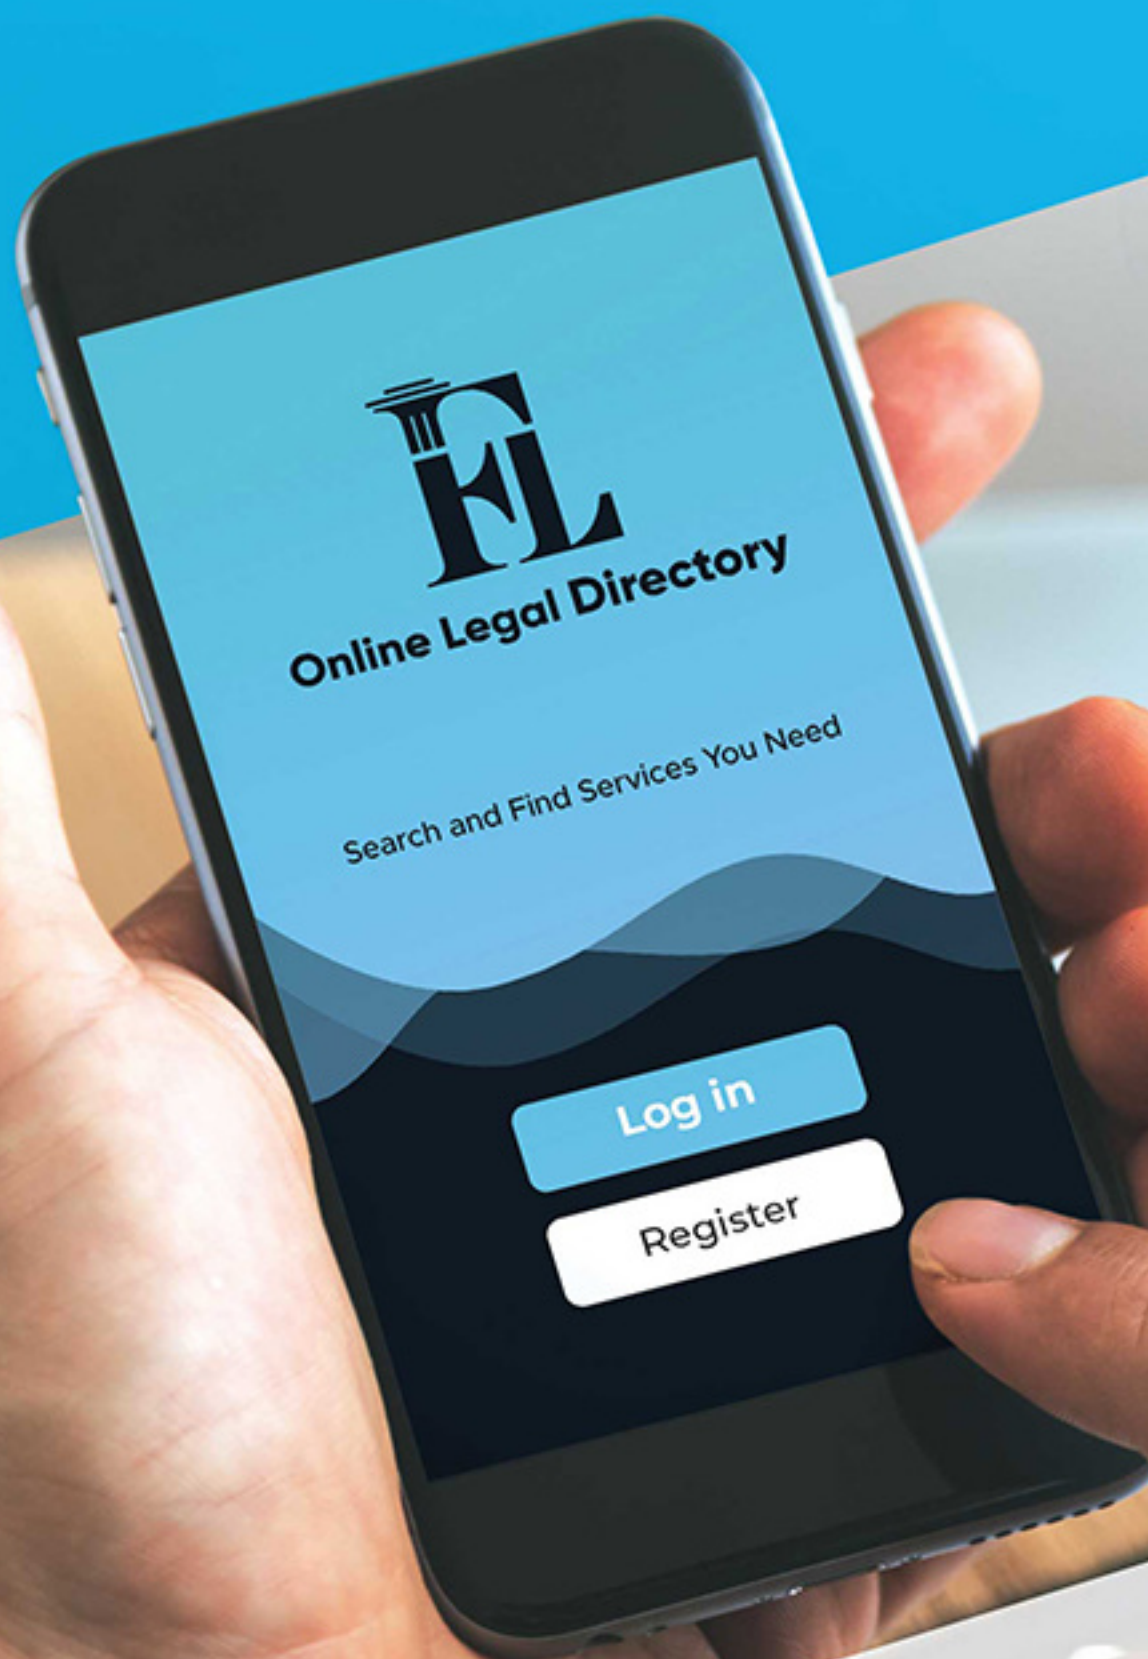 FL
Online Legal Directory
Search and Find Services You Need
Log in
Register